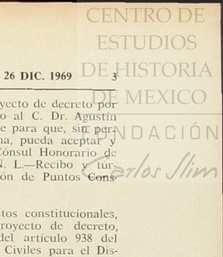 CENTRO DE
ESTUDIOS
26 DIC. 1969 3
DE HISTORIA
DE MEXICO
yecto de decreto por
o al C. Dr. Agustín
e para que, sin per-
na, pueda aceptar y
Cónsul Honorario de
N. L.—Recibo y tur-
ón de Puntos Cons-
FUNDACIÓN
Carlos Slim
tos constitucionales,
royecto de decreto,
del artículo 938 del
Civiles para el Dis-